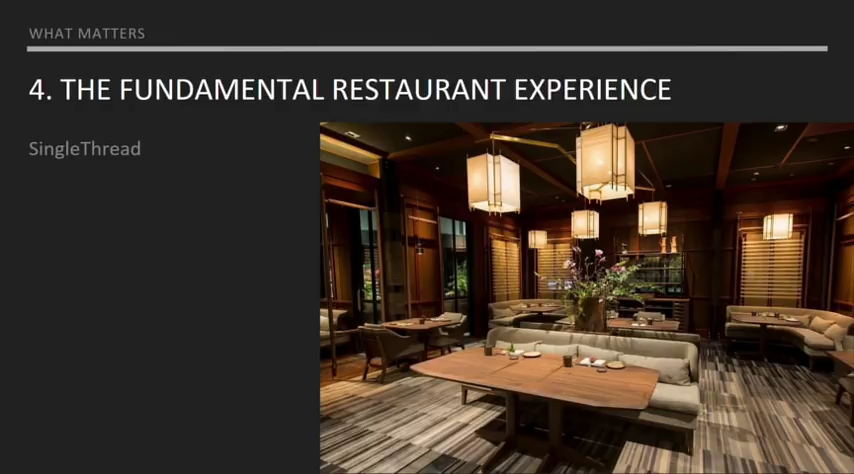 WHAT MATTERS
4. THE FUNDAMENTAL RESTAURANT EXPERIENCE
SingleThread